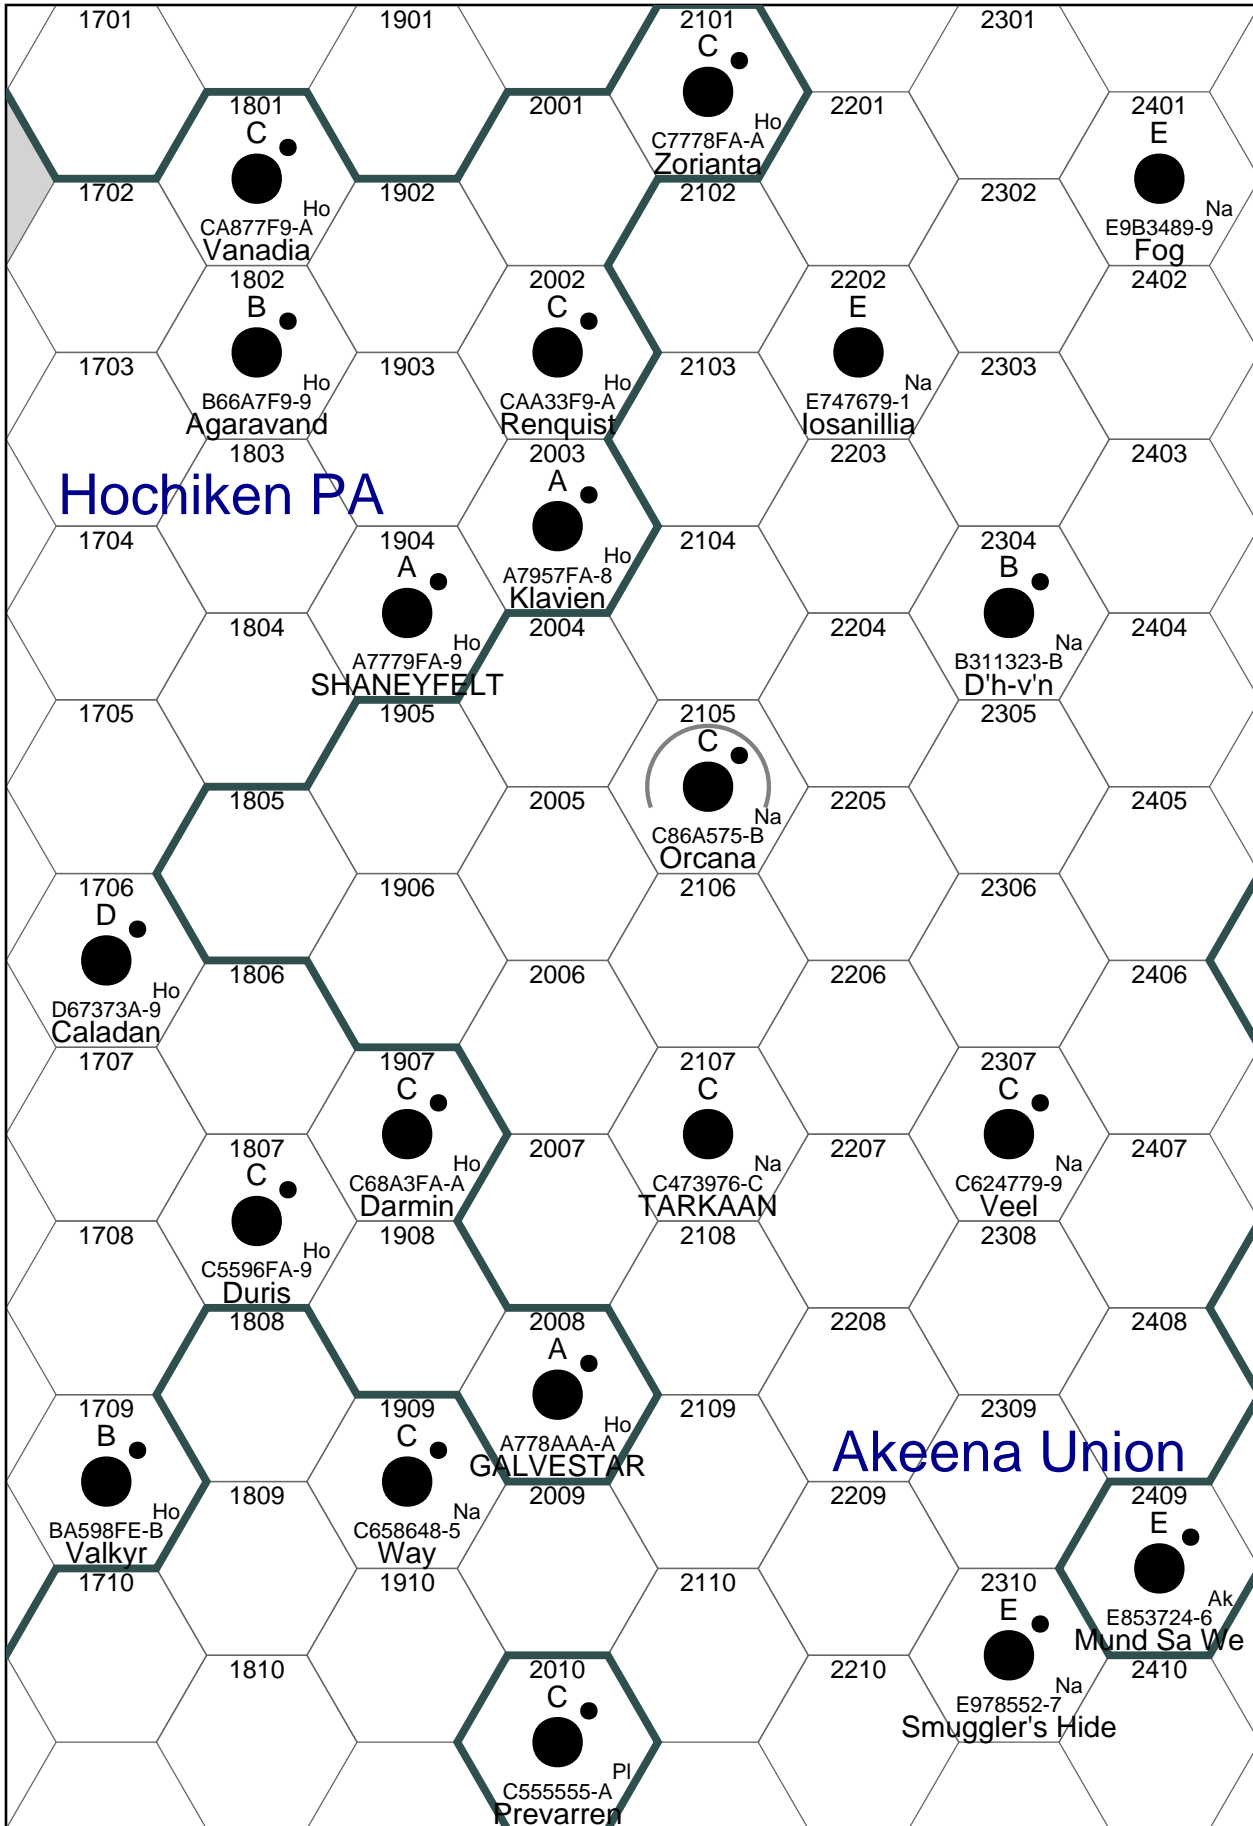 1701 1901 2101 2301
C
1801 2001 2201 2401
C E
Ho
C7778FA-A
Zorianta
1702 1902 2102 2302
Ho Na
CA877F9-A E9B3489-9
Vanadia Fog
1802 2002 2202 2402
B C E
1703 1903 2103 2303
Ho Ho Na
B66A7F9-9 CAA33F9-A E747679-1
Agaravand Renquist Iosanillia
1803 2003 2203 2403
A
Hochiken PA
1704 1904 2104 2304
A B
Ho
A7957FA-8
Klavien
1804 2004 2204 2404
Ho Na
A7779FA-9 B311323-B
SHANEYFELT D'h-v'n
1705 1905 2105 2305
C
1805 2005 2205 2405
Na
C86A575-B
Orcana
1706 1906 2106 2306
D
1806 2006 2206 2406
Ho
D67373A-9
Caladan
1707 1907 2107 2307
C C C
1807 2007 2207 2407
C
Ho Na Na
C68A3FA-A C473976-C C624779-9
Darmin TARKAAN Veel
1708 1908 2108 2308
Ho
C5596FA-9
Duris
1808 2008 2208 2408
A
1709 1909 2109 2309
B C
Ho
A778AAA-A
GALVESTAR
Akeena Union
1809 2009 2209 2409
E
Ho Na
BA598FE-B C658648-5
Valkyr Way
1710 1910 2110 2310
E
Ak
E853724-6
Mund Sa We
1810 2010 2210 2410
C
Na
E978552-7
Smuggler's Hide
Pl
C555555-A
Prevarren